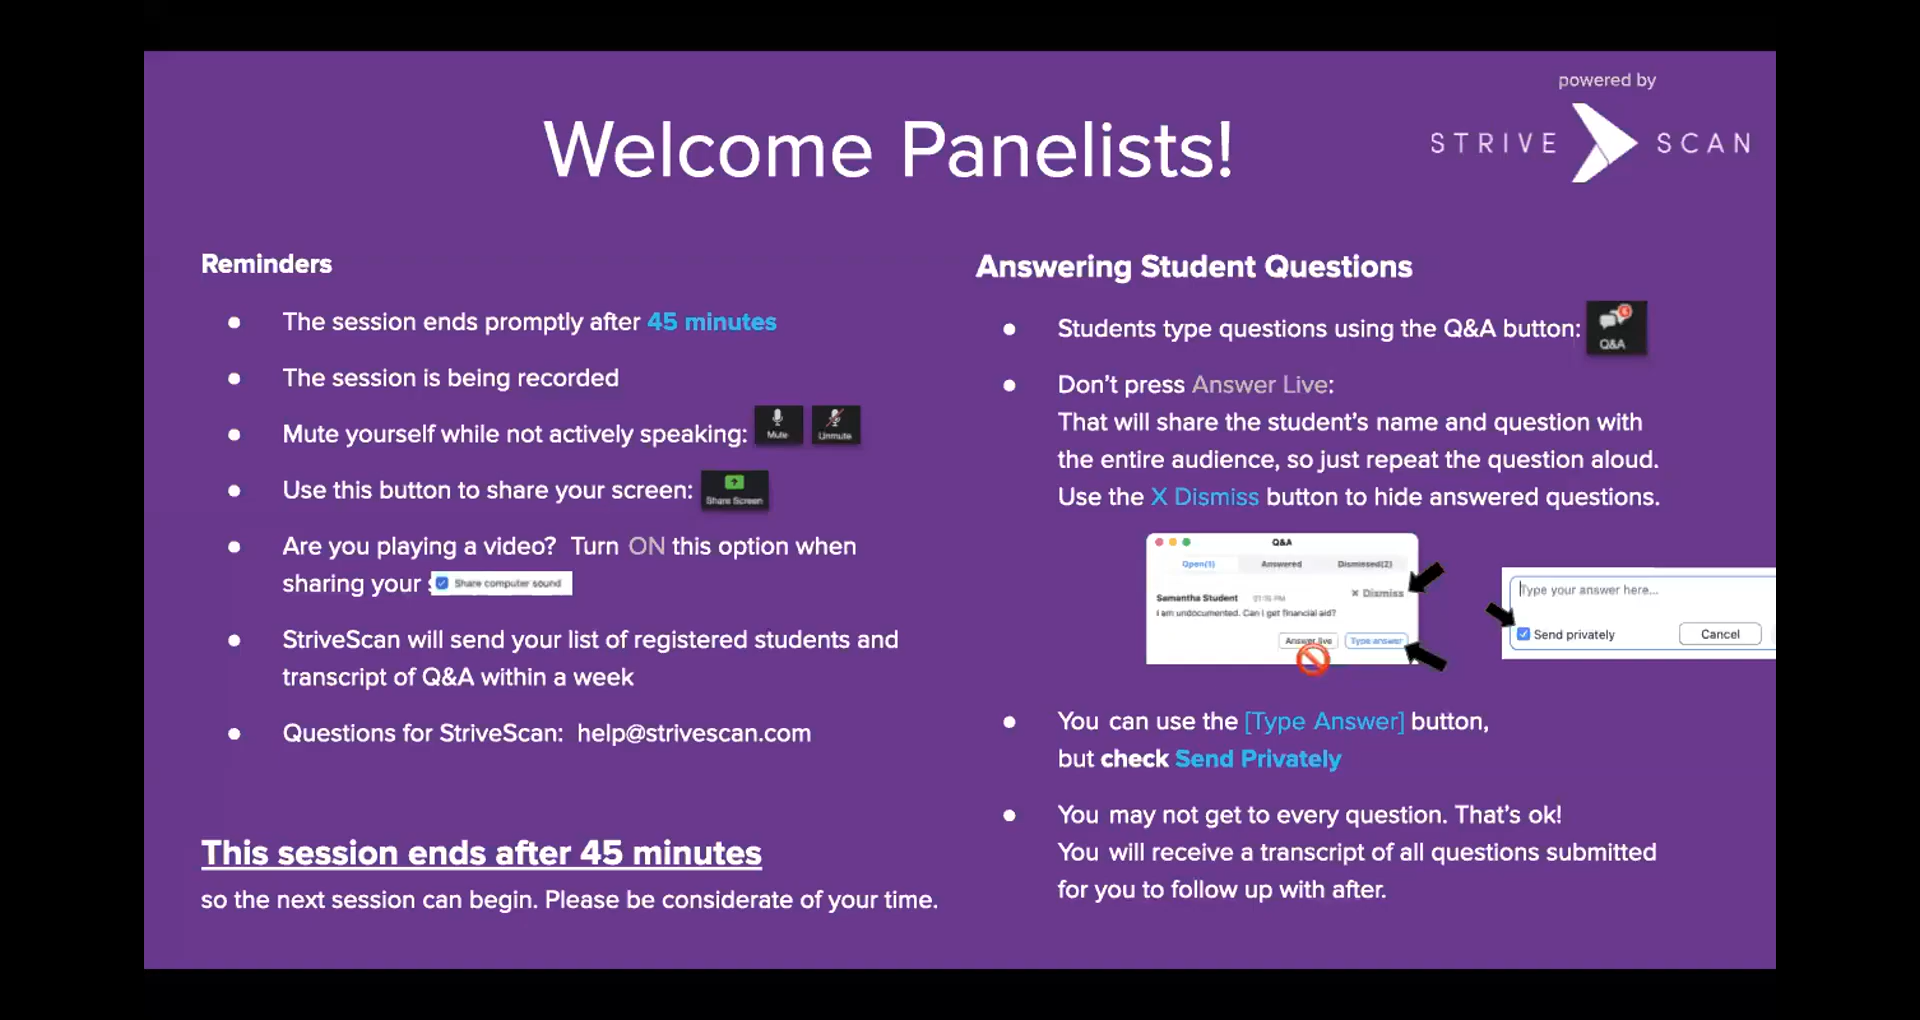 powered by
STRIVE SCAN
Welcome Panelists!
Reminders
The session ends promptly after 45 minutes
The session is being recorded
Mute yourself while not actively speaking:
Mute
Unmute
Use this button to share your screen:
Share Screen
Are you playing a video? Turn ON this option when
sharing your s
Share computer sound
StriveScan will send your list of registered students and
transcript of Q&A within a week
Questions for StriveScan: help@strivescan.com
This session ends after 45 minutes
so the next session can begin. Please be considerate of your time.
Answering Student Questions
Students type questions using the Q&A button:
Q&A
Don't press Answer Live:
That will share the student's name and question with
the entire audience, so just repeat the question aloud.
Use the X Dismiss button to hide answered questions.
Q&A
Open(1) Answered Dismissed(2)
Samantha Student 01:15 PM
X Dismiss
I am undocumented. Can I get financial aid?
Answer live Type answer
Type your answer here...
Send privately Cancel
You can use the [Type Answer] button,
but check Send Privately
You may not get to every question. That's ok!
You will receive a transcript of all questions submitted
for you to follow up with after.